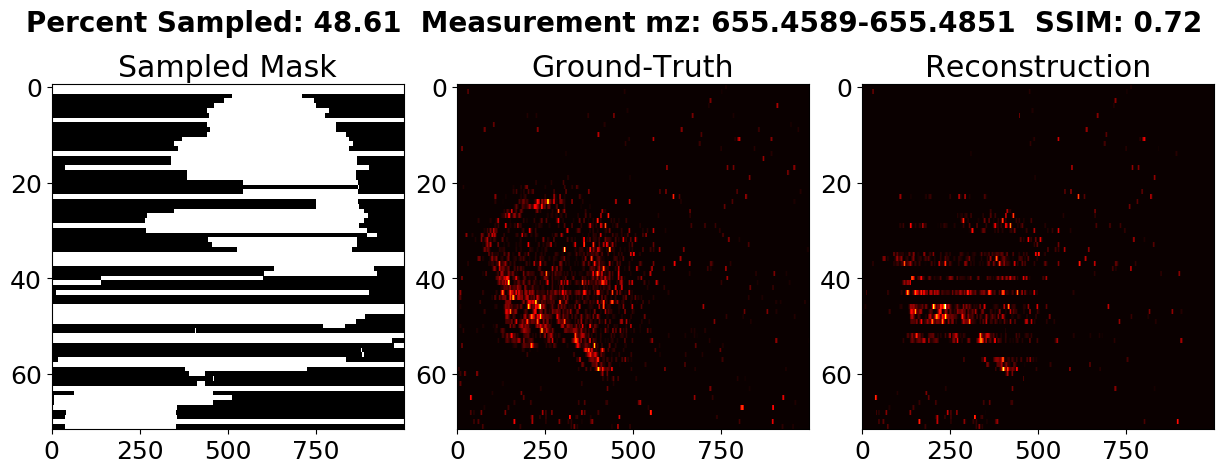 Percent Sampled: 48.61 Measurement mz: 655.4589-655.4851 SSIM: 0.72
Sampled Mask Ground-Truth Reconstruction
0 0 0
20 20 20
40 40 40
60 60 60
0 250 500 750 0 250 500 750 0 250 500 750